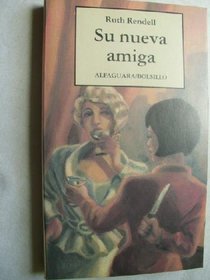 Ruth Rendell
Su nueva
amiga
ALFAGUARA/BOLSILLO